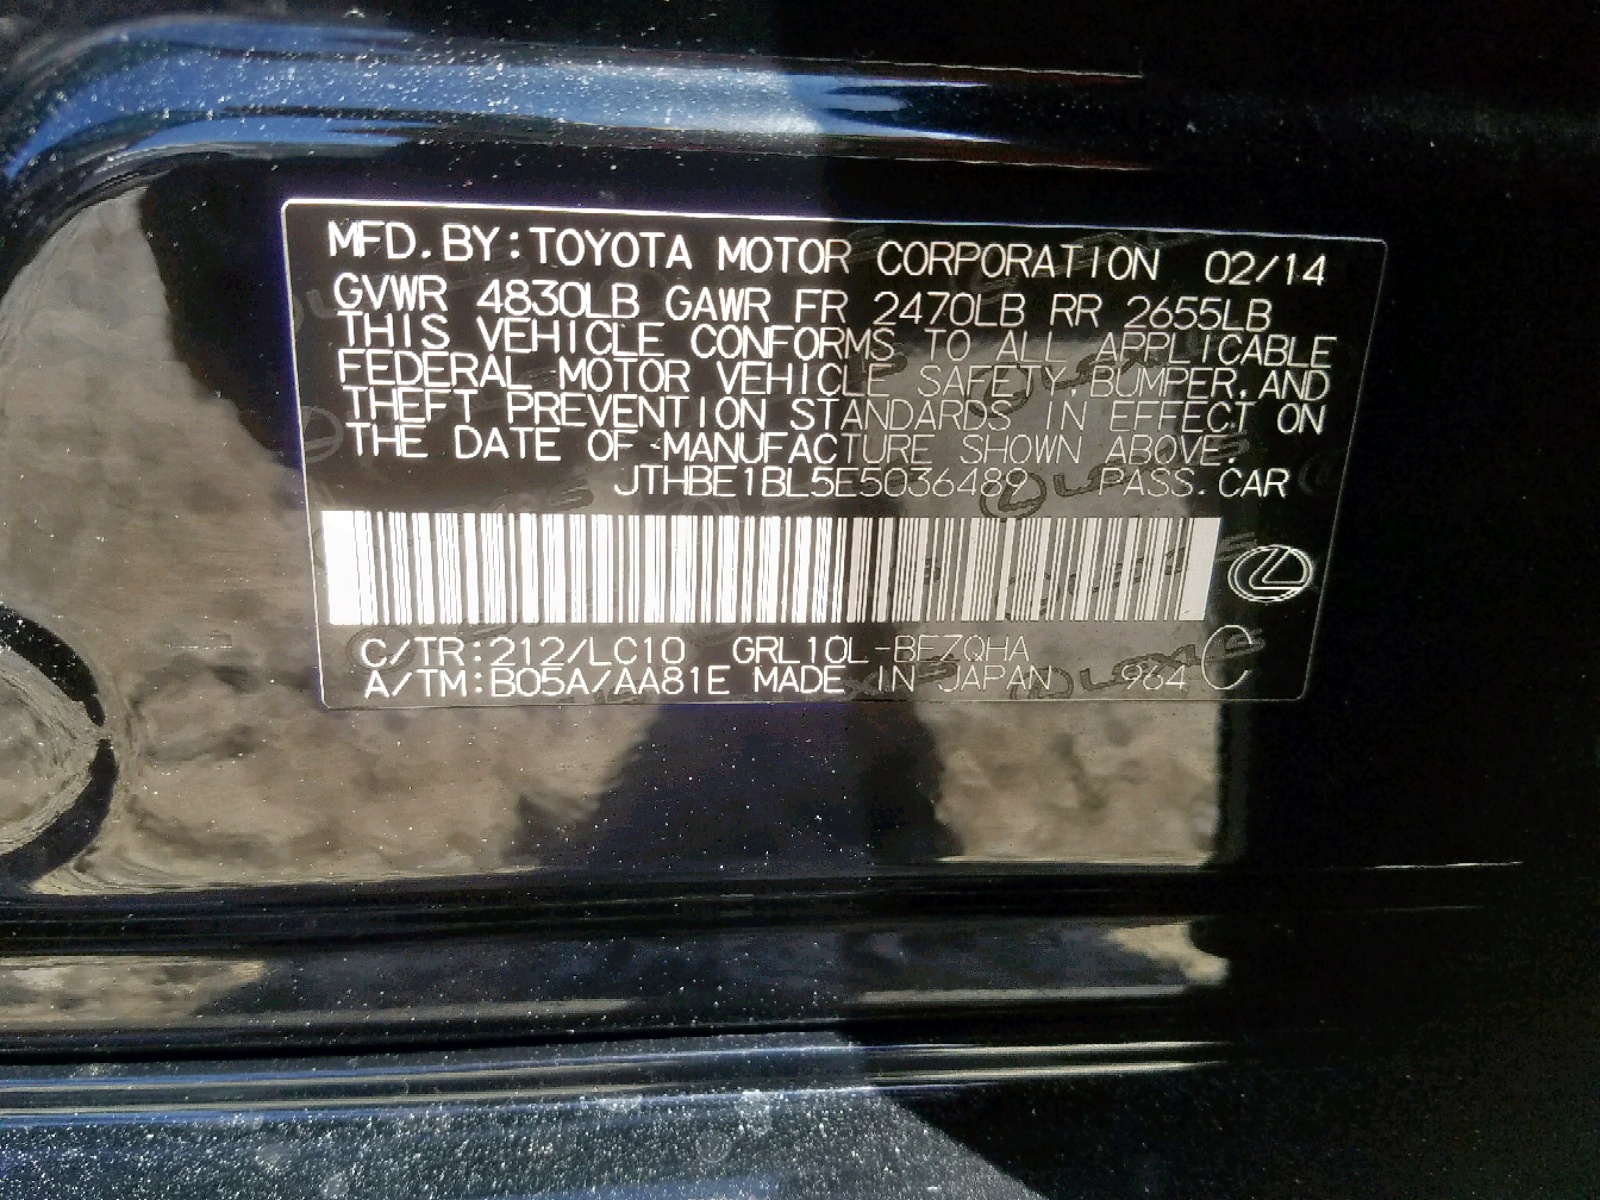 MFD.BY:TOYOTA MOTOR CORPORATION 02/14
GVWR 4830LB GAWR FR 2470LB RR 2655LB
THIS VEHICLE CONFORMS TO ALL APPLICABLE
FEDERAL MOTOR VEHICLE SAFETY, BUMPER, AND
THEFT PREVENTION STANDARDS IN EFFECT ON
THE DATE OF MANUFACTURE SHOWN ABOVE.
JTHBE1BL5E5036489 PASS.CAR
C/TR:212/LC10 GRL10L-BEZQHA
A/TM:B05A/AA81E MADE IN JAPAN 964 C